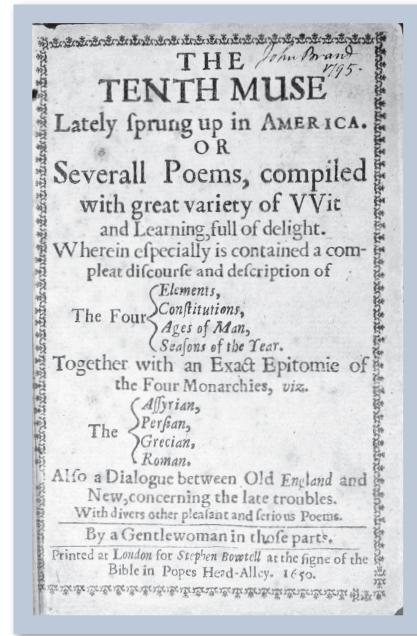 John Brand
1795.
THE
TENTH MUSE
Lately ſprung up in AMERICA.
OR
Severall Poems, compiled
with great variety of VVit
and Learning, full of delight.
Wherein eſpecially is contained a com-
pleat diſcourſe and deſcription of
The Four
Elements,
Conſtitutions,
Ages of Man,
Seaſons of the Year.
Together with an Exact Epitomie of
the Four Monarchies, viz.
The
Aſſyrian,
Perſian,
Grecian,
Roman.
Alſo a Dialogue between Old England and
New, concerning the late troubles.
With divers other pleaſant and ſerious Poems.
By a Gentlewoman in thoſe parts.
Printed at London for Stephen Bowtell at the ſigne of the
Bible in Popes Head-Alley. 1650.